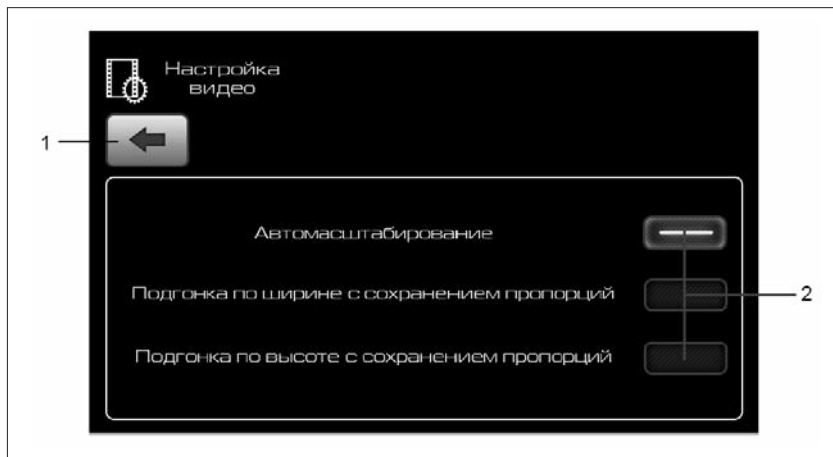 Настройка
видео
1
Автомасштабирование
Подгонка по ширине с сохранением пропорций
2
Подгонка по высоте с сохранением пропорций